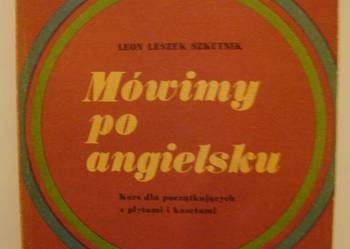 LEON LESZEK SZKUTNIK
Mówimy
po
angielsku
Kurs dla początkujących
z płytami i kasetami